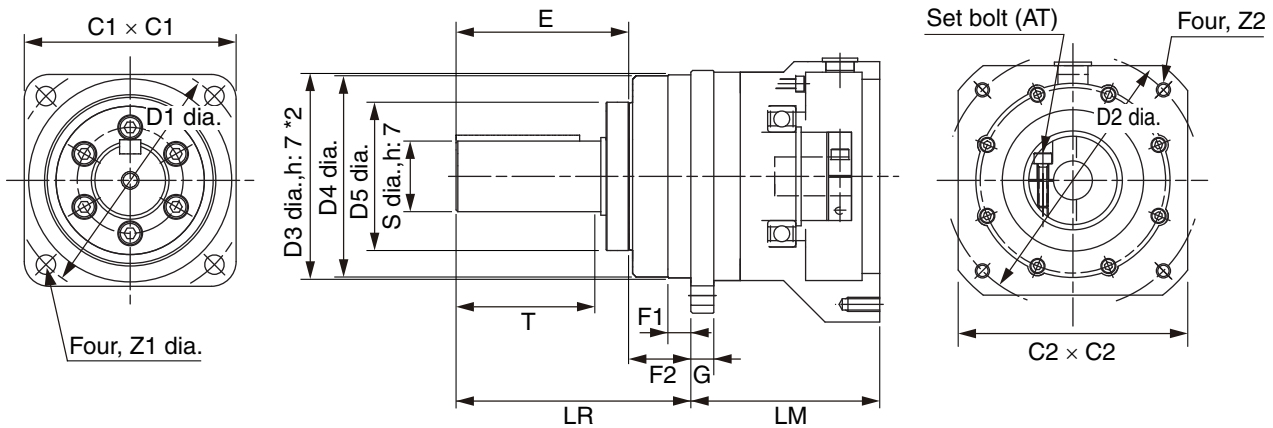 C1 × C1
D1 dia.
Four, Z1 dia.
E
D3 dia.,h: 7 *2
D4 dia.
D5 dia.
S dia.,h: 7
T
F1
F2
G
LR
LM
Set bolt (AT)
Four, Z2
D2 dia.
C2 × C2